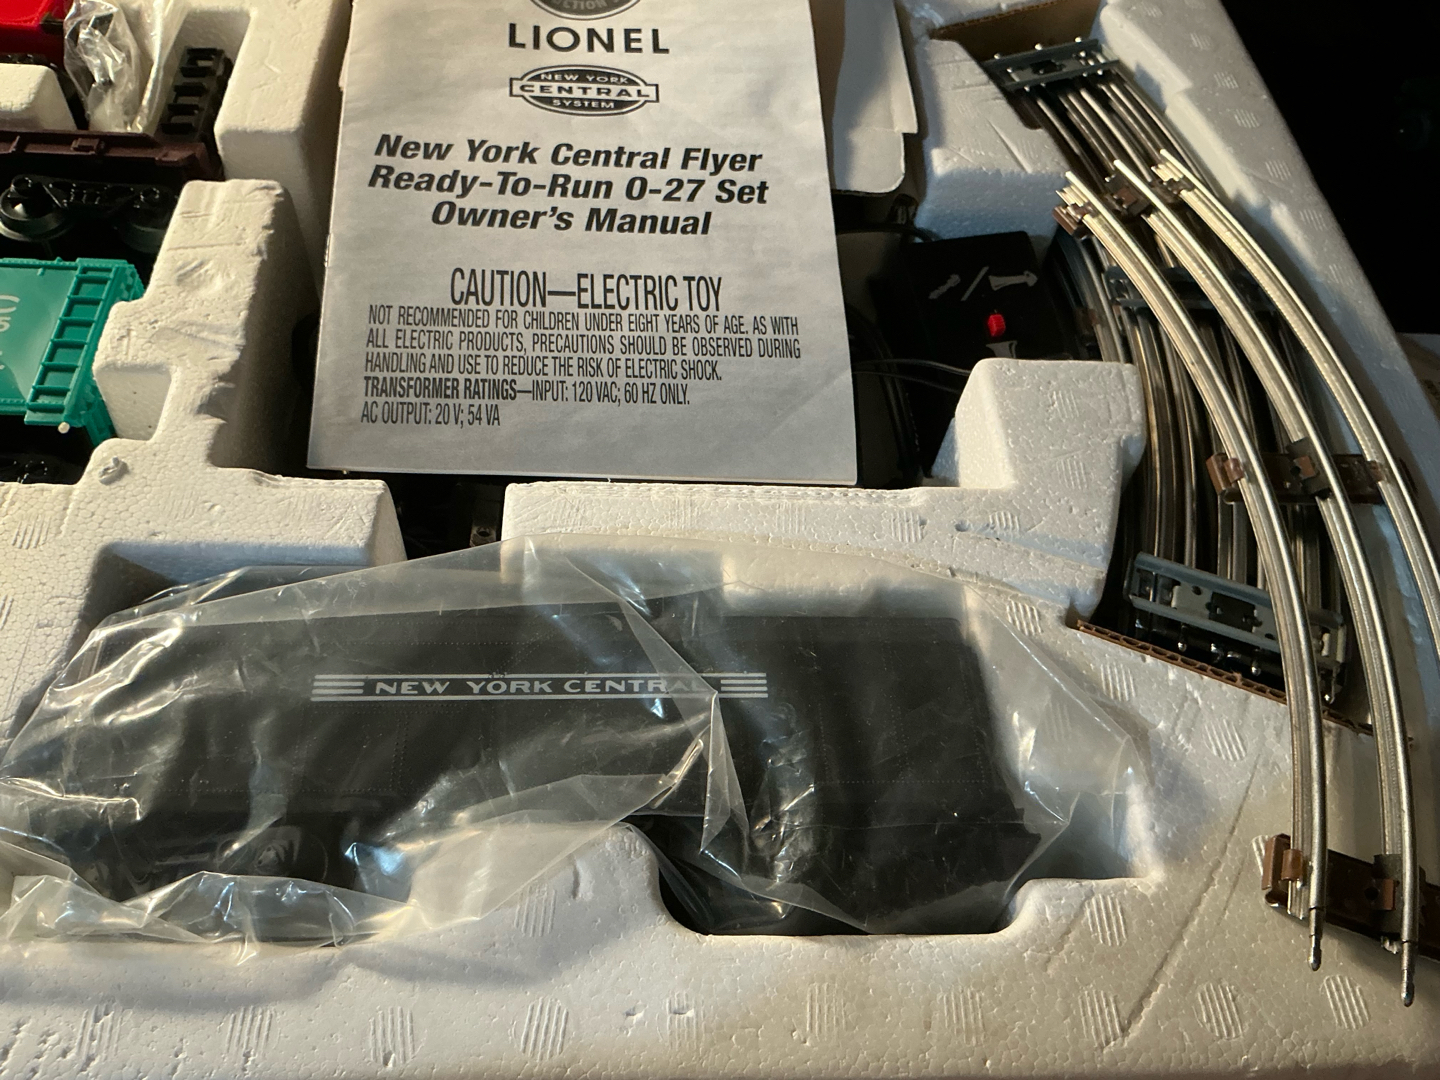 LIONEL
NEW YORK
CENTRAL
SYSTEM
New York Central Flyer
Ready-To-Run 0-27 Set
Owner's Manual
CAUTION—ELECTRIC TOY
NOT RECOMMENDED FOR CHILDREN UNDER EIGHT YEARS OF AGE. AS WITH
ALL ELECTRIC PRODUCTS, PRECAUTIONS SHOULD BE OBSERVED DURING
HANDLING AND USE TO REDUCE THE RISK OF ELECTRIC SHOCK.
TRANSFORMER RATINGS—INPUT: 120 VAC; 60 HZ ONLY.
AC OUTPUT: 20 V; 54 VA
NEW YORK CENTRAL